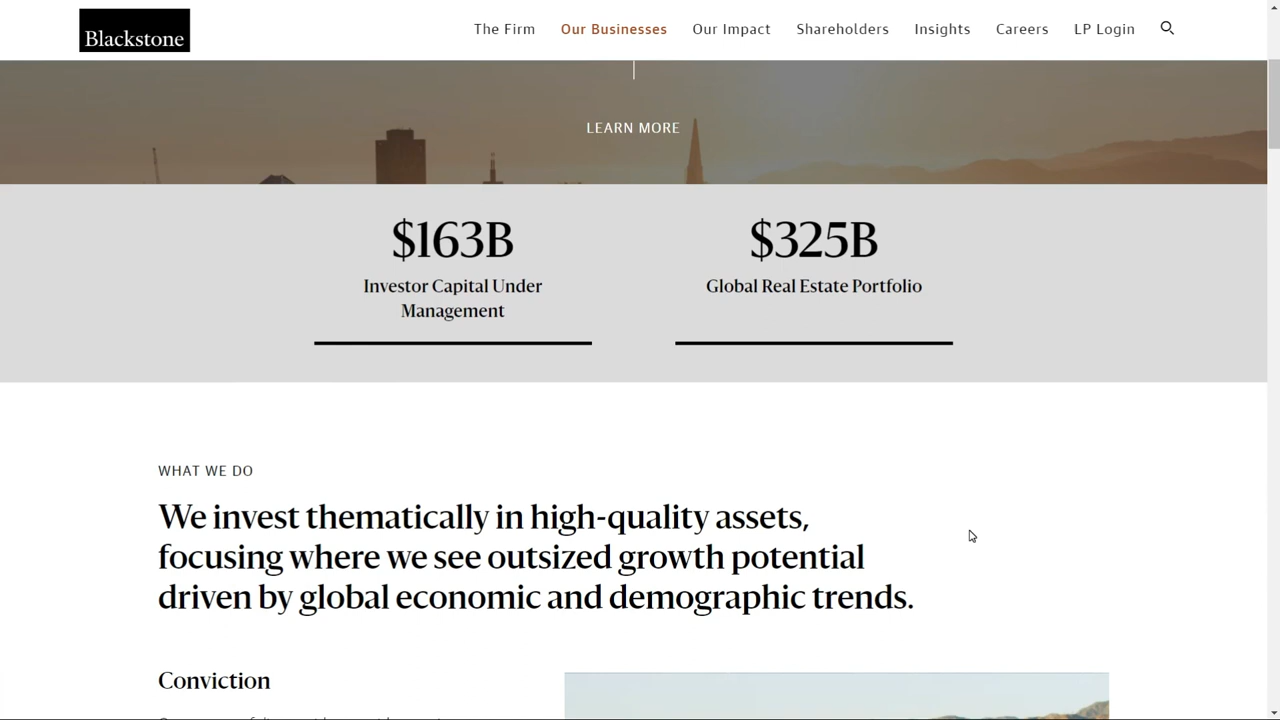 Blackstone
The Firm
Our Businesses
Our Impact
Shareholders
Insights
Careers
LP Login
LEARN MORE
$163B
Investor Capital Under
Management
$325B
Global Real Estate Portfolio
WHAT WE DO
We invest thematically in high-quality assets,
focusing where we see outsized growth potential
driven by global economic and demographic trends.
Conviction